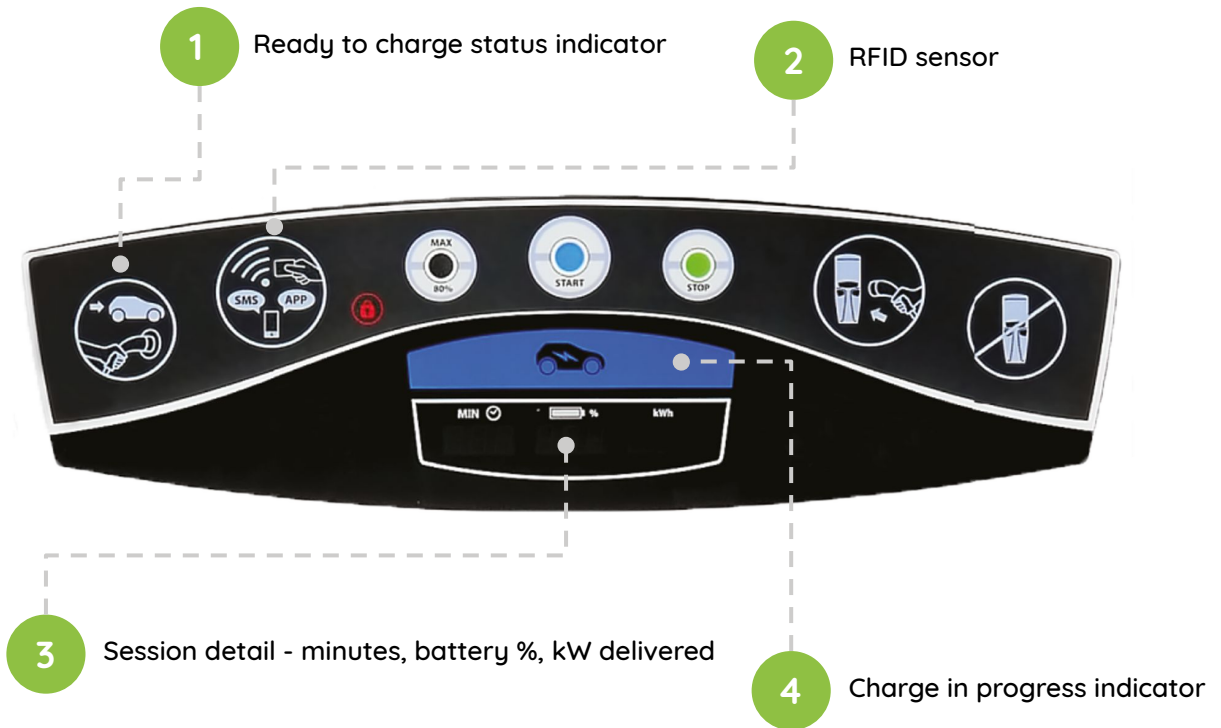 1
Ready to charge status indicator
2
RFID sensor
SMS
APP
MAX
80%
START
STOP
MIN
%
kWh
3
Session detail - minutes, battery %, kW delivered
4
Charge in progress indicator